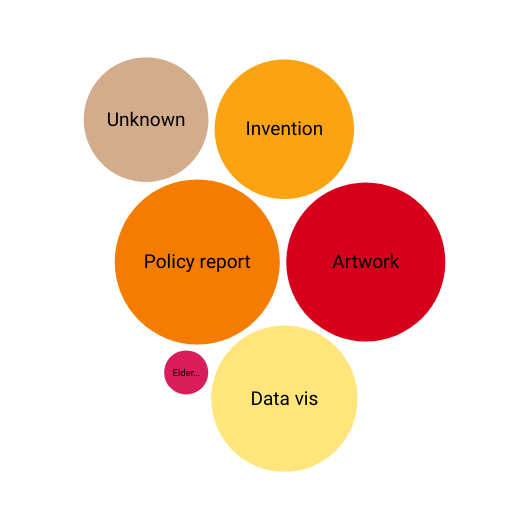 Unknown
Invention
Policy report
Artwork
Elder...
Data vis